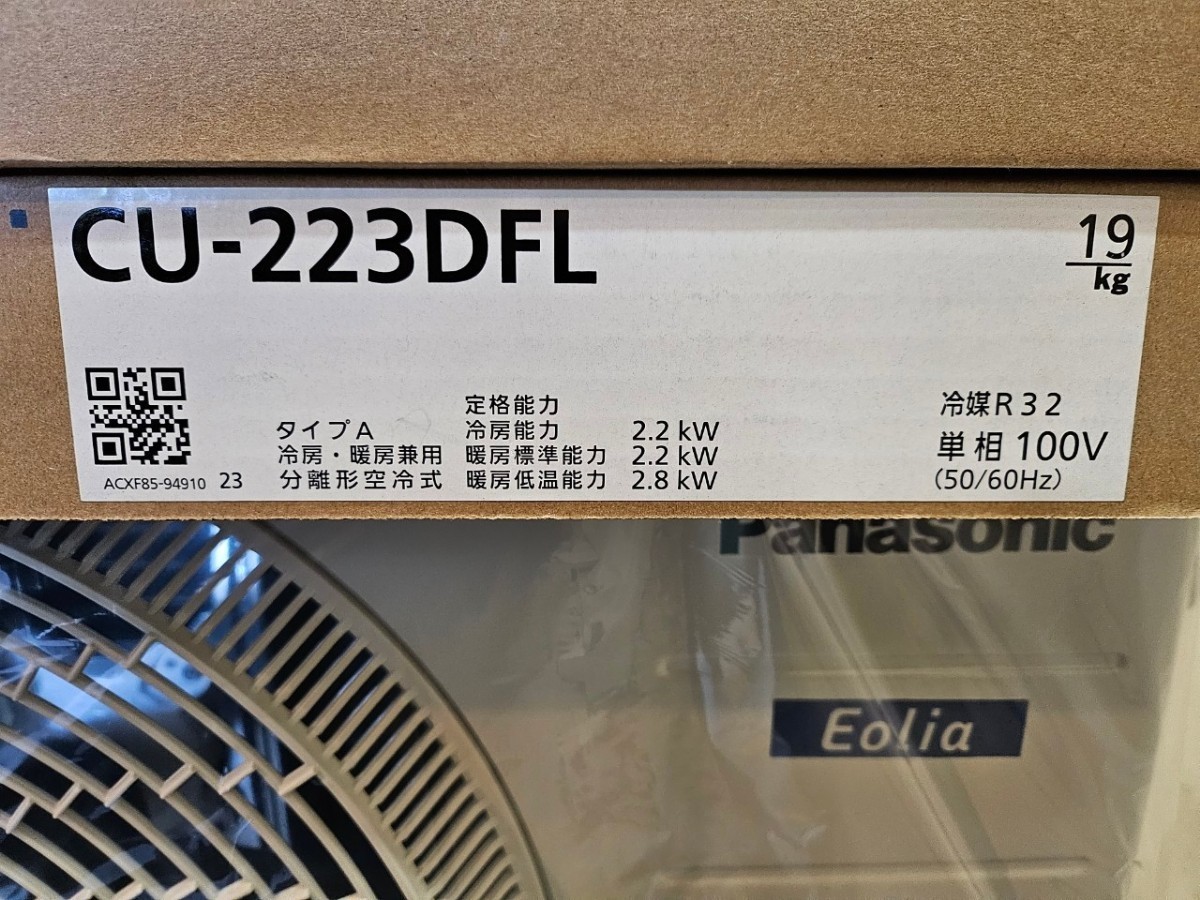 CU-223DFL
19
kg
定格能力
タイプA 冷房能力 2.2 kW
冷房・暖房兼用 暖房標準能力 2.2 kW
分離形空冷式 暖房低温能力 2.8 kW
ACXF85-94910 23
冷媒R32
単相 100V
(50/60Hz)
Panasonic
Eolia